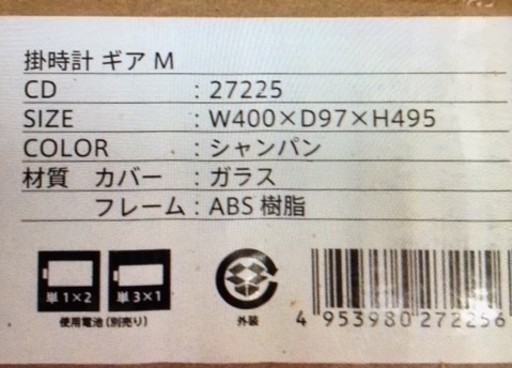 掛時計 ギア M
CD : 27225
SIZE : W400×D97×H495
COLOR : シャンパン
材質 カバー : ガラス
フレーム : ABS 樹脂
単1×2 単3×1
使用電池(別売り)
外装
4 953980 272256